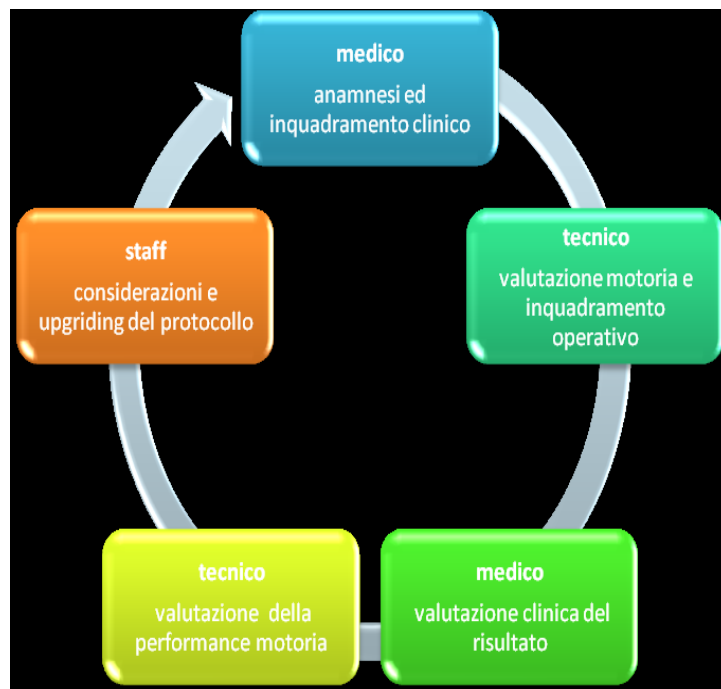 medico
anamnesi ed
inquadramento clinico
tecnico
valutazione motoria e
inquadramento
operativo
medico
valutazione clinica del
risultato
tecnico
valutazione della
performance motoria
staff
considerazioni e
upgriding del protocollo